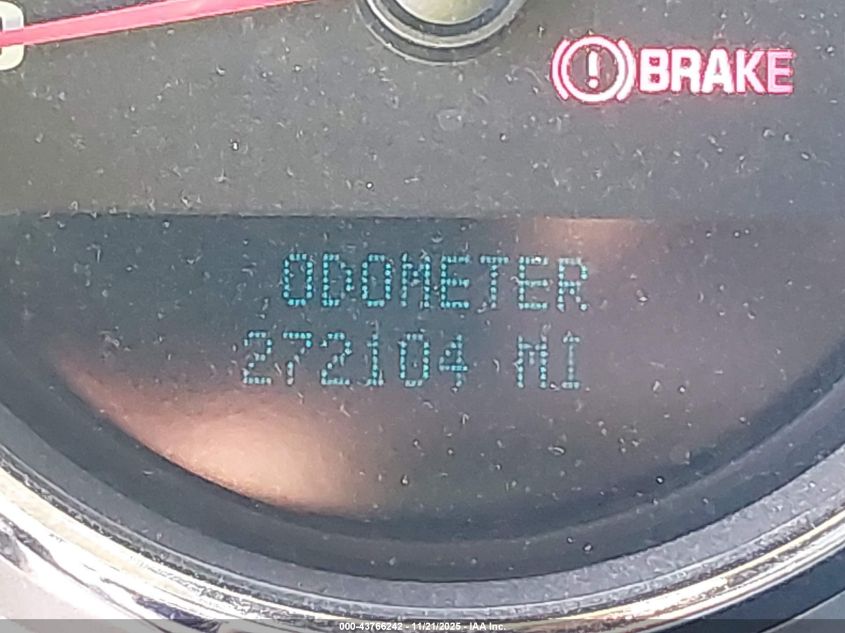 BRAKE
ODOMETER
272104 MI
000-43766242 - 11/21/2025 - IAA Inc.